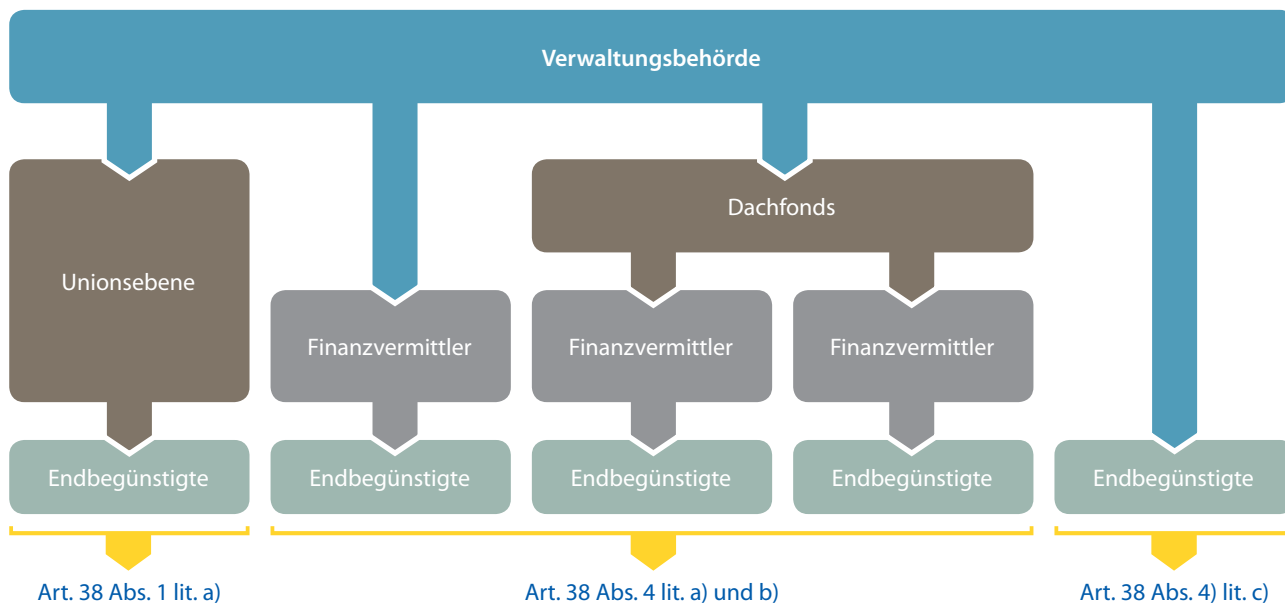 Verwaltungsbehörde
Dachfonds
Unionsebene
Finanzvermittler
Finanzvermittler
Finanzvermittler
Endbegünstigte
Endbegünstigte
Endbegünstigte
Endbegünstigte
Endbegünstigte
Art. 38 Abs. 1 lit. a)
Art. 38 Abs. 4 lit. a) und b)
Art. 38 Abs. 4) lit. c)